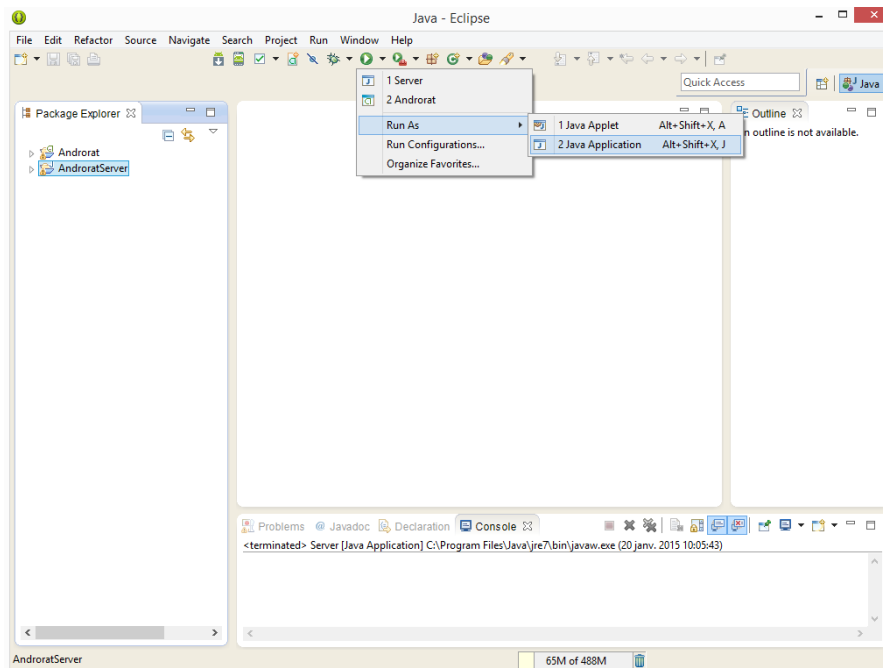 Java - Eclipse
File Edit Refactor Source Navigate Search Project Run Window Help
Quick Access
Java
1 Server
2 Androrat
Run As
Run Configurations...
Organize Favorites...
1 Java Applet Alt+Shift+X, A
2 Java Application Alt+Shift+X, J
Package Explorer
Androrat
AndroratServer
Outline
n outline is not available.
Problems @ Javadoc Declaration Console
<terminated> Server [Java Application] C:\Program Files\Java\jre7\bin\javaw.exe (20 janv. 2015 10:05:43)
AndroratServer
65M of 488M